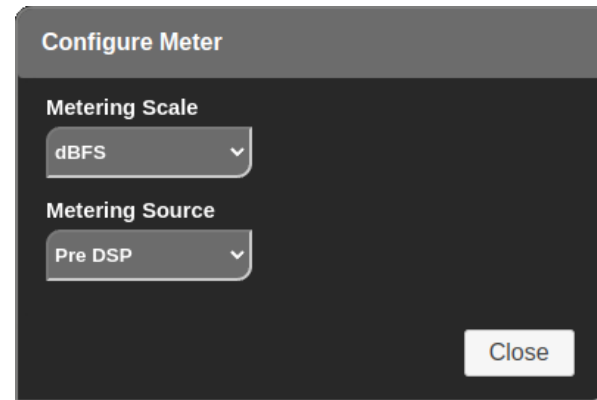 Configure Meter
Metering Scale
dBFS
Metering Source
Pre DSP
Close